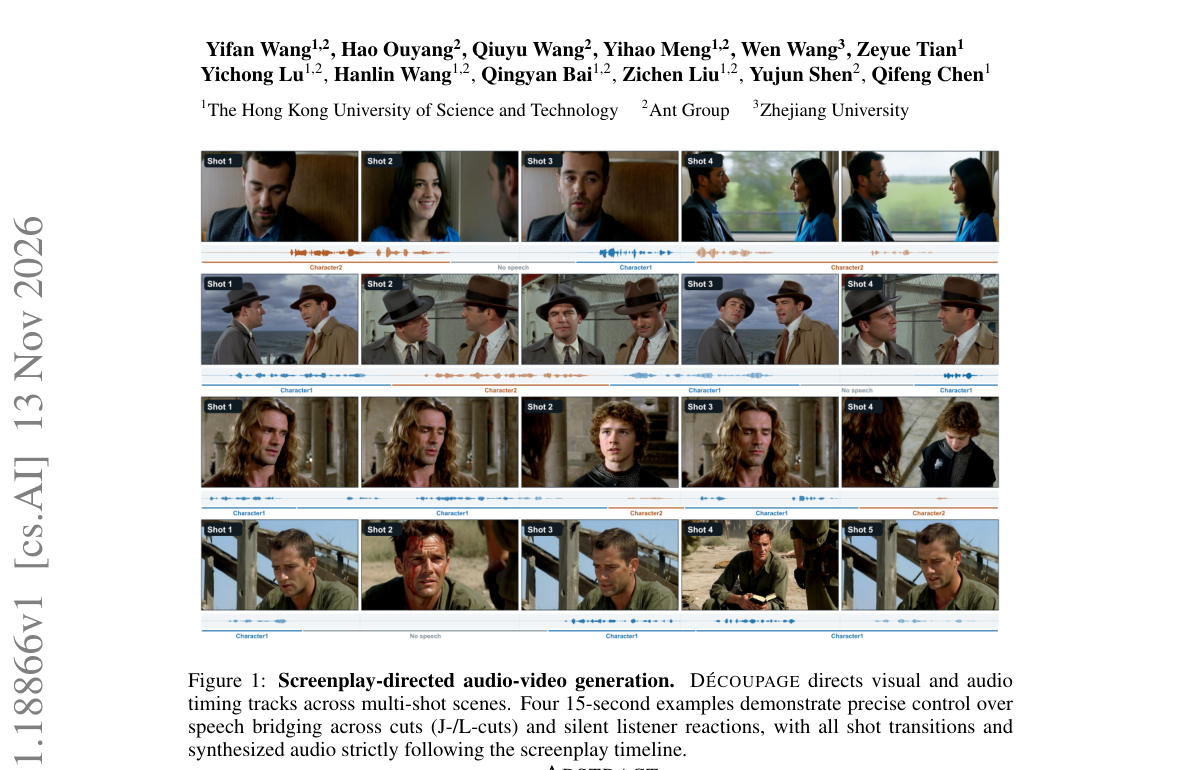 Yifan Wang1,2, Hao Ouyang2, Qiuyu Wang2, Yihao Meng1,2, Wen Wang3, Zeyue Tian1
Yichong Lu1,2, Hanlin Wang1,2, Qingyan Bai1,2, Zichen Liu1,2, Yujun Shen2, Qifeng Chen1
1The Hong Kong University of Science and Technology 2Ant Group 3Zhejiang University
1.18866v1 [cs.AI] 13 Nov 2026
Shot 1 Shot 2 Shot 3 Shot 4
Character2 No speech Character1 Character2
Shot 1 Shot 2 Shot 3 Shot 4
Character1 Character2 Character1 No speech Character1
Shot 1 Shot 2 Shot 3 Shot 4
Character1 Character1 Character2 Character1 Character2
Shot 1 Shot 2 Shot 3 Shot 4 Shot 5
Character1 No speech Character1 Character1
Figure 1: Screenplay-directed audio-video generation. DÉCOUPAGE directs visual and audio
timing tracks across multi-shot scenes. Four 15-second examples demonstrate precise control over
speech bridging across cuts (J-/L-cuts) and silent listener reactions, with all shot transitions and
synthesized audio strictly following the screenplay timeline.